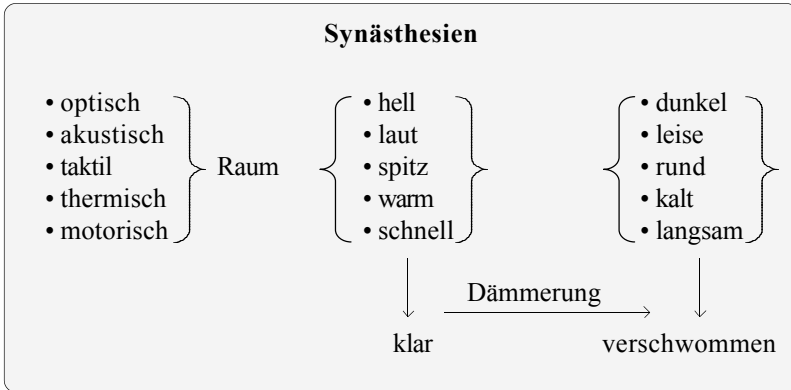 Synästhesien
• optisch
• akustisch
• taktil
• thermisch
• motorisch
Raum
• hell
• laut
• spitz
• warm
• schnell
• dunkel
• leise
• rund
• kalt
• langsam
Dämmerung
klar
verschwommen